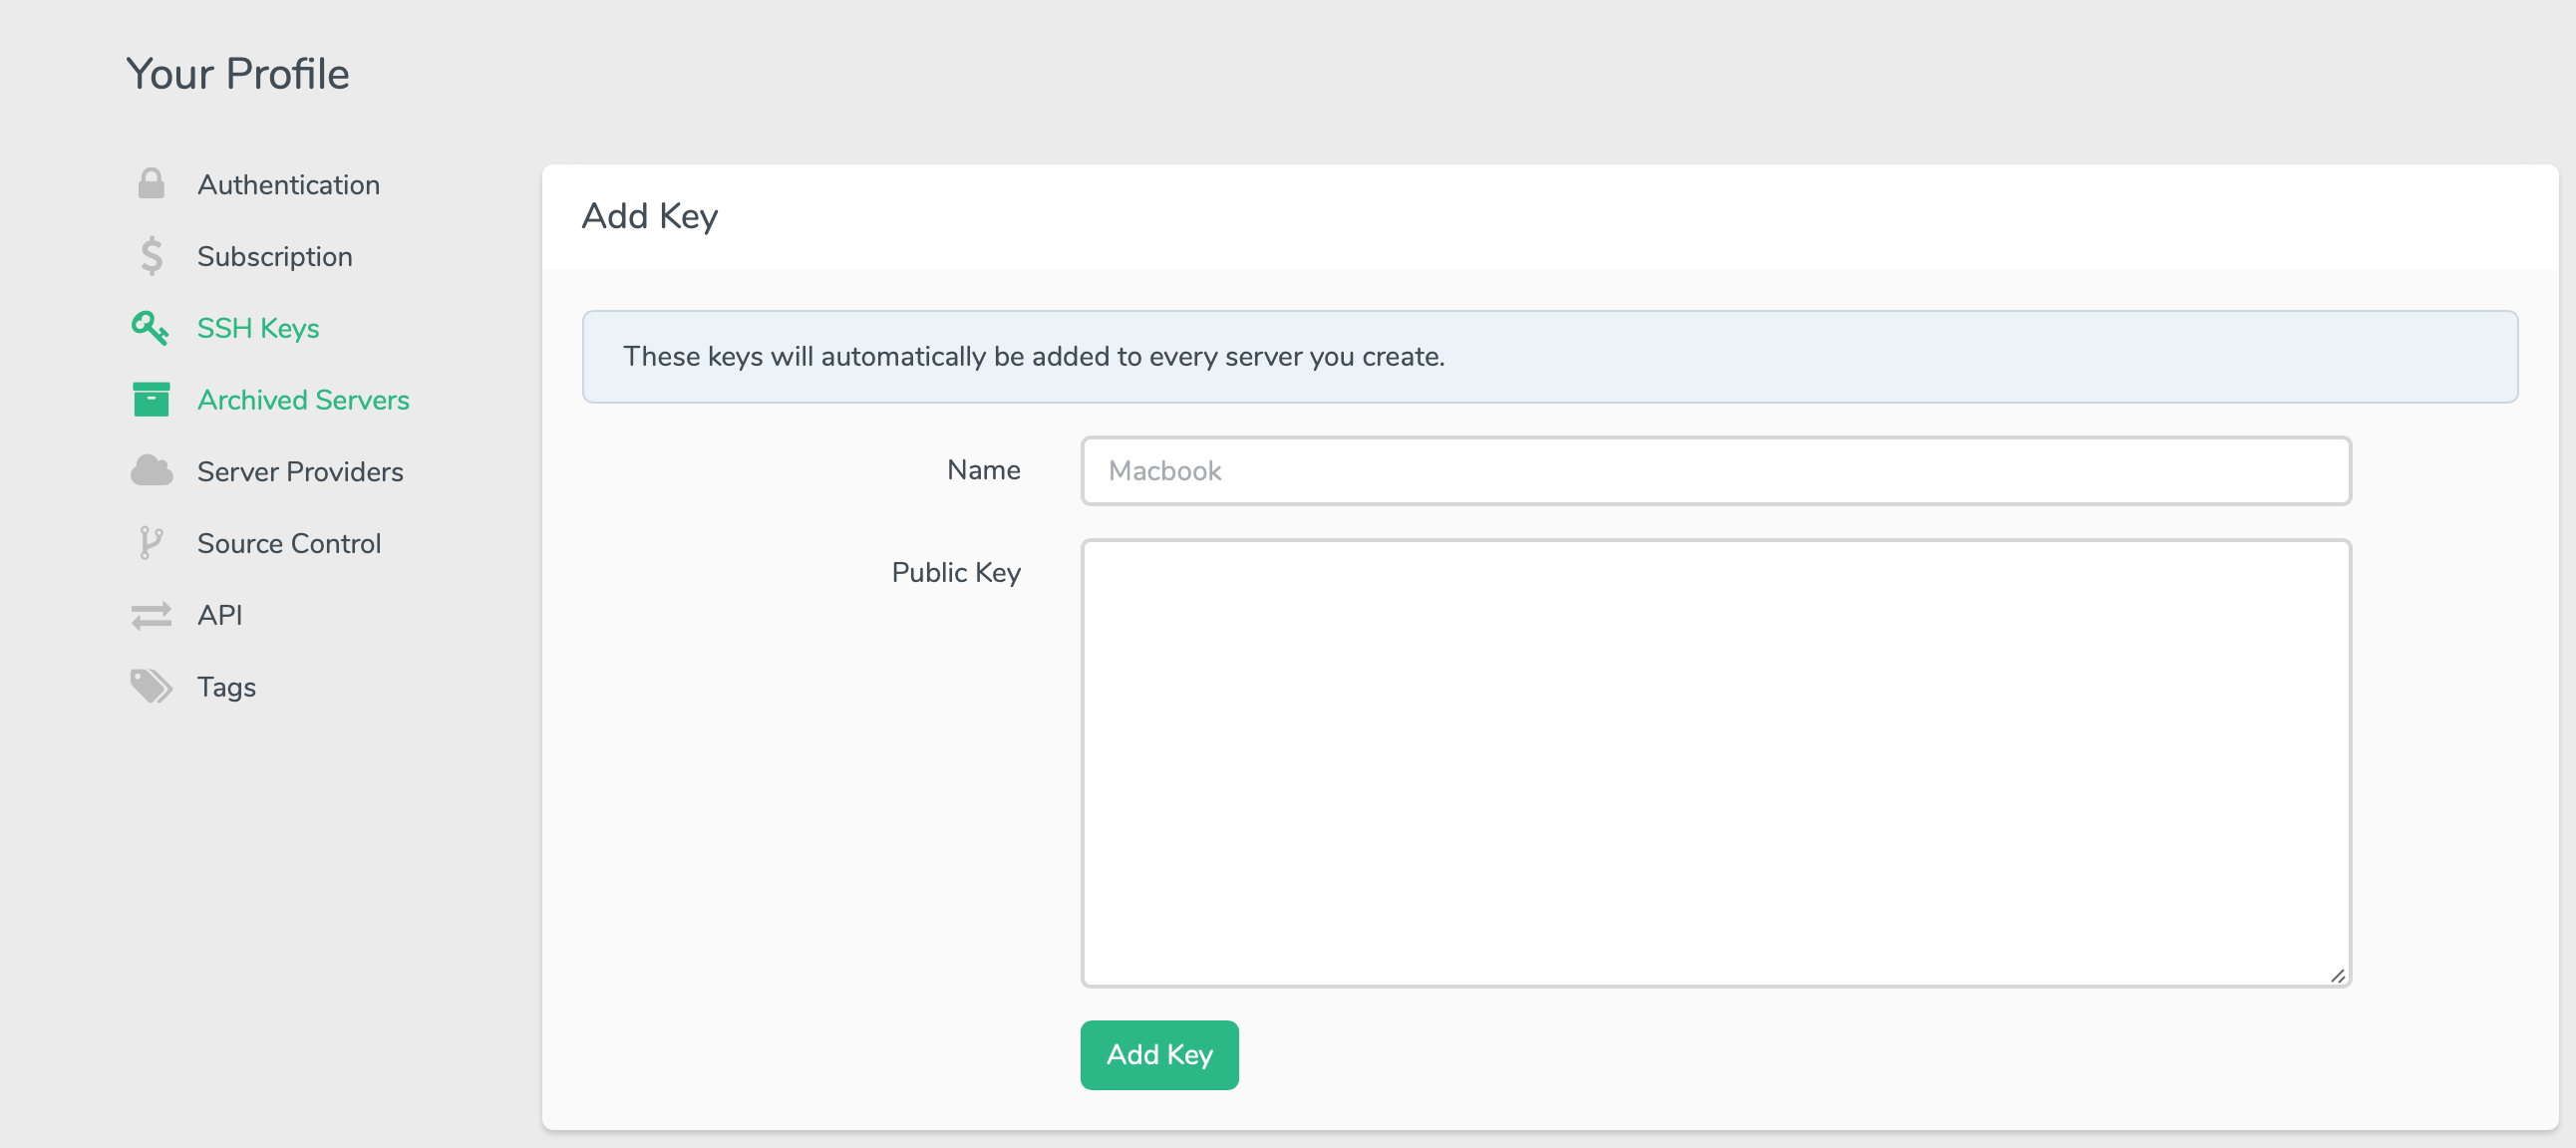 Your Profile
Authentication
Subscription
SSH Keys
Archived Servers
Server Providers
Source Control
API
Tags
Add Key
These keys will automatically be added to every server you create.
Name
Macbook
Public Key
Add Key